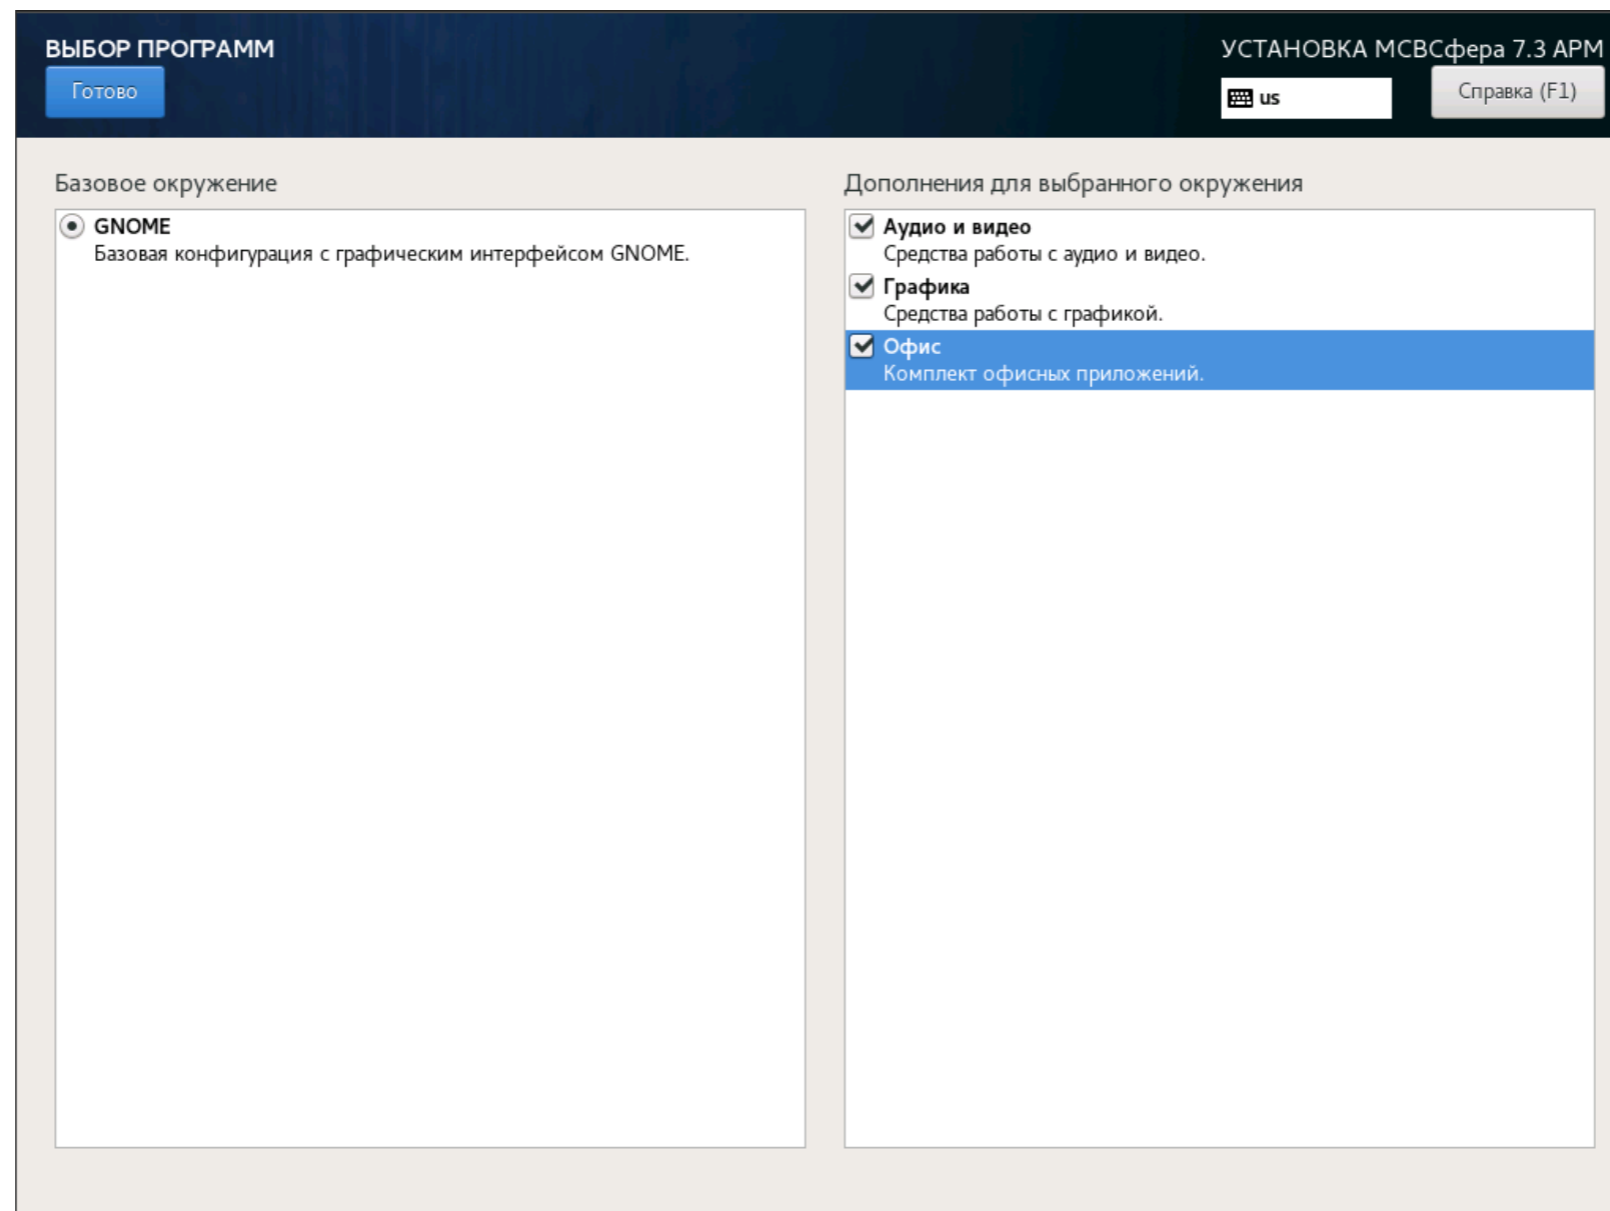 ВЫБОР ПРОГРАММ
УСТАНОВКА МСВСфера 7.3 АРМ
Готово
us
Справка (F1)
Базовое окружение
GNOME
Базовая конфигурация с графическим интерфейсом GNOME.
Дополнения для выбранного окружения
Аудио и видео
Средства работы с аудио и видео.
Графика
Средства работы с графикой.
Офис
Комплект офисных приложений.